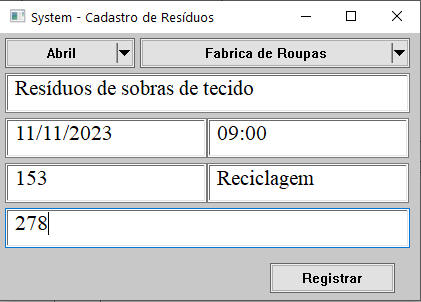 System - Cadastro de Resíduos
Abril Fabrica de Roupas
Resíduos de sobras de tecido
11/11/2023 09:00
153 Reciclagem
278
Registrar